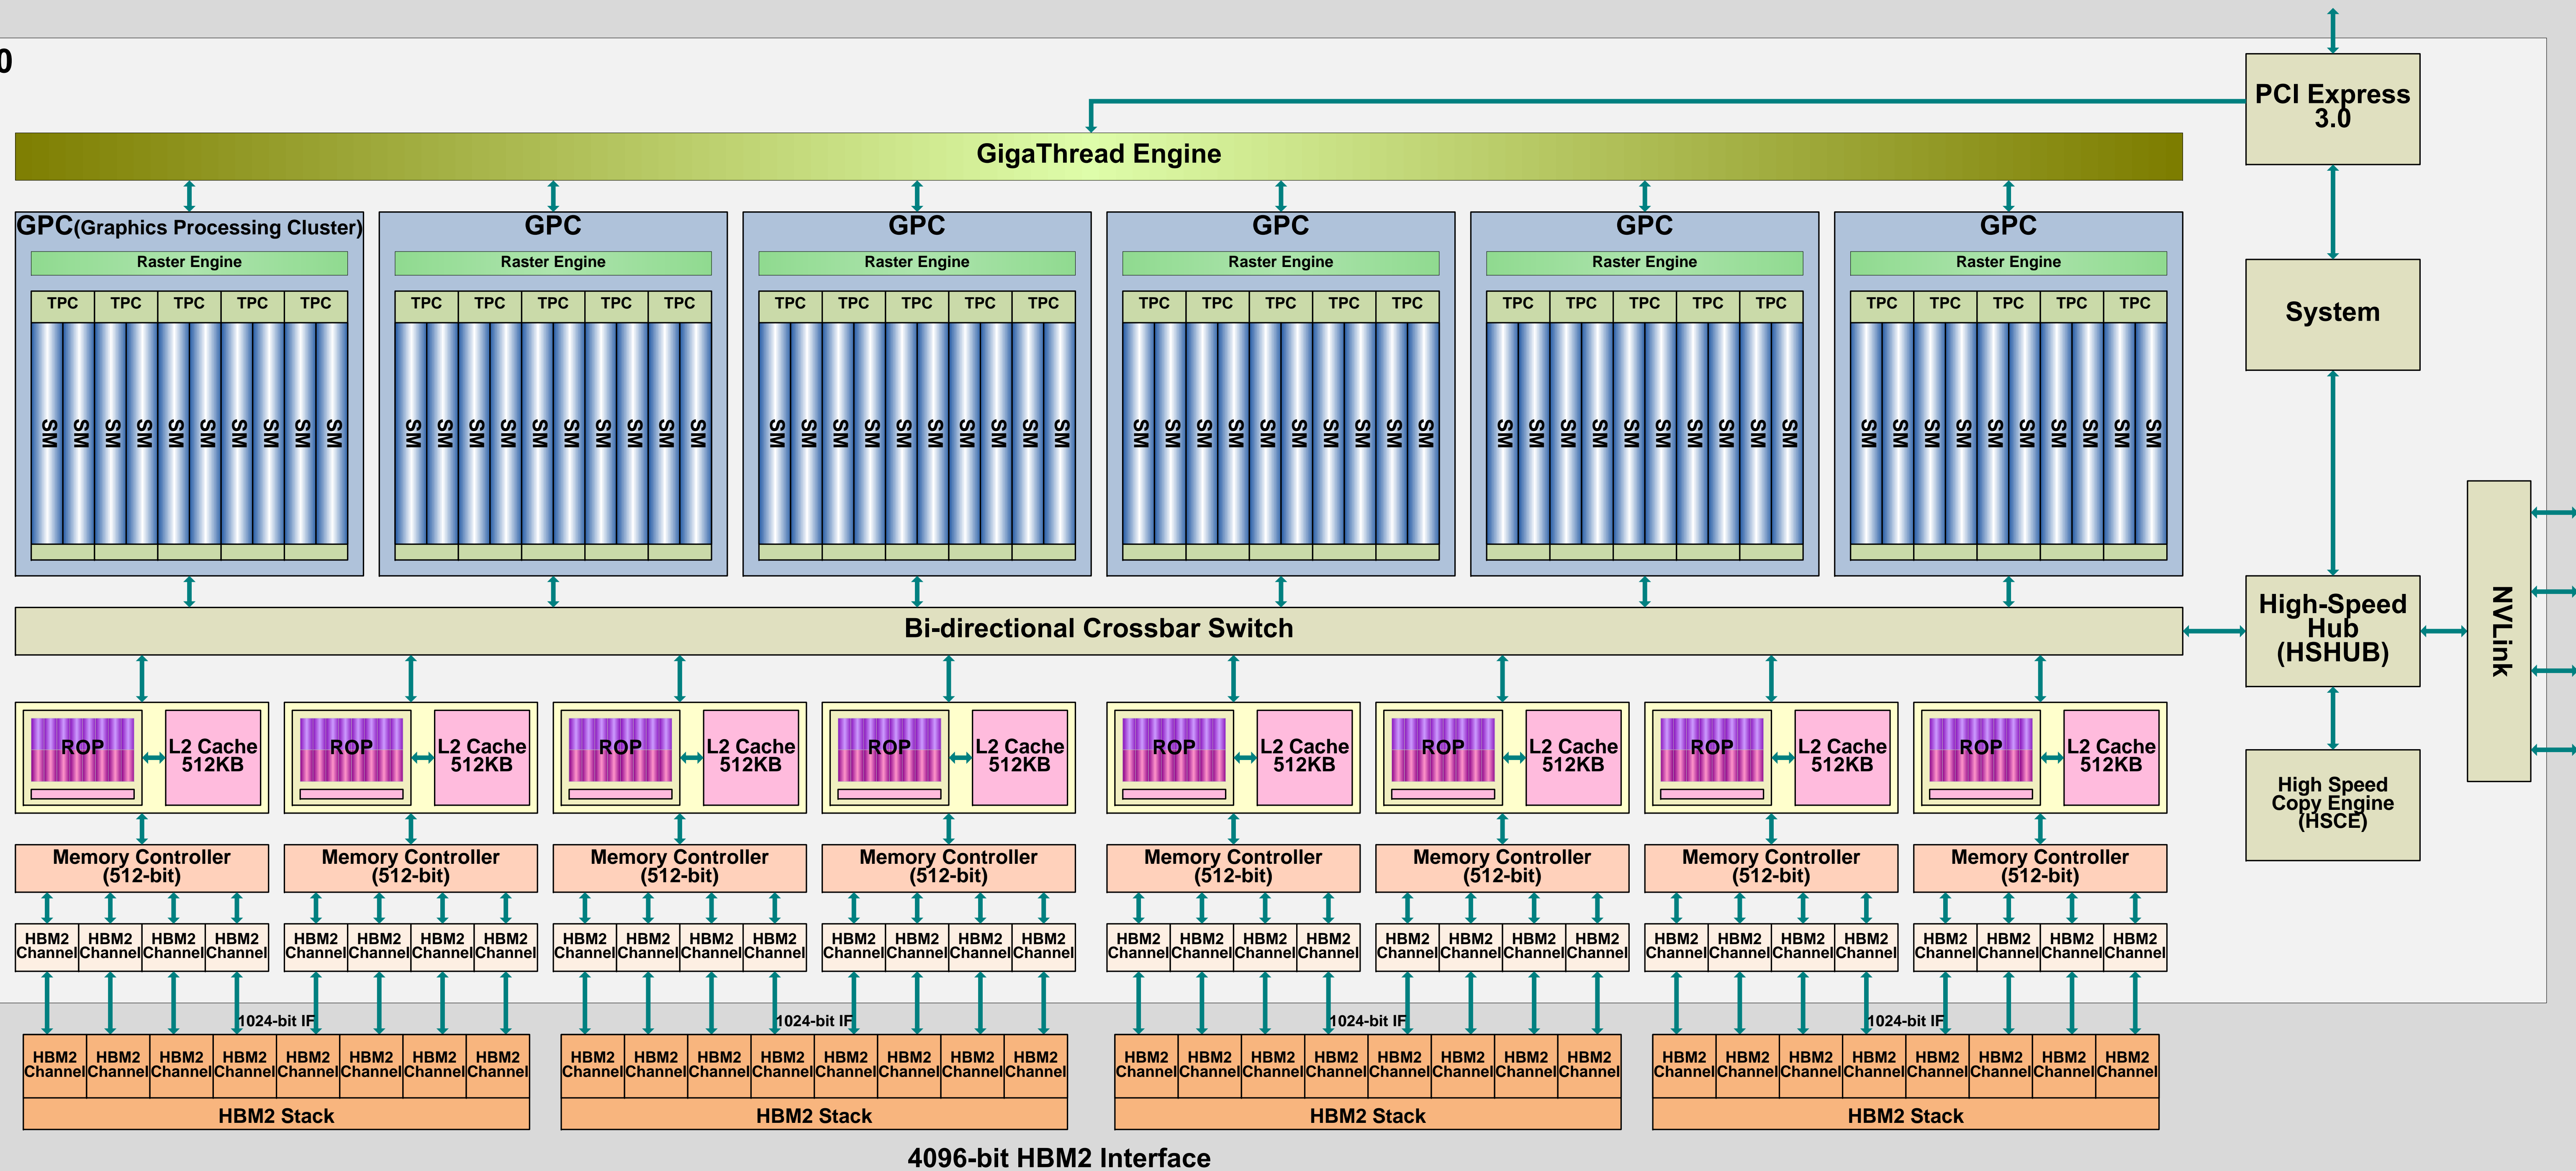 0
PCI Express
3.0
GigaThread Engine
GPC(Graphics Processing Cluster) GPC GPC GPC GPC GPC
Raster Engine Raster Engine Raster Engine Raster Engine Raster Engine Raster Engine
TPC TPC TPC TPC TPC TPC TPC TPC TPC TPC TPC TPC TPC TPC TPC TPC TPC TPC TPC TPC TPC TPC TPC TPC TPC TPC TPC TPC TPC TPC
System
SM SM SM SM SM SM SM SM SM SM SM SM SM SM SM SM SM SM SM SM SM SM SM SM SM SM SM SM SM SM SM SM SM SM SM SM SM SM SM SM SM SM SM SM SM SM SM SM SM SM SM SM SM SM SM SM SM SM SM SM
Bi-directional Crossbar Switch
High-Speed
Hub
(HSHUB)
NVLink
ROP L2 Cache ROP L2 Cache ROP L2 Cache ROP L2 Cache ROP L2 Cache ROP L2 Cache ROP L2 Cache ROP L2 Cache
512KB 512KB 512KB 512KB 512KB 512KB 512KB 512KB
High Speed
Copy Engine
(HSCE)
Memory Controller Memory Controller Memory Controller Memory Controller Memory Controller Memory Controller Memory Controller Memory Controller
(512-bit) (512-bit) (512-bit) (512-bit) (512-bit) (512-bit) (512-bit) (512-bit)
HBM2 HBM2 HBM2 HBM2 HBM2 HBM2 HBM2 HBM2 HBM2 HBM2 HBM2 HBM2 HBM2 HBM2 HBM2 HBM2 HBM2 HBM2 HBM2 HBM2 HBM2 HBM2 HBM2 HBM2 HBM2 HBM2 HBM2 HBM2 HBM2 HBM2 HBM2 HBM2
Channel Channel Channel Channel Channel Channel Channel Channel Channel Channel Channel Channel Channel Channel Channel Channel Channel Channel Channel Channel Channel Channel Channel Channel Channel Channel Channel Channel Channel Channel Channel Channel
1024-bit IF 1024-bit IF 1024-bit IF 1024-bit IF
HBM2 HBM2 HBM2 HBM2 HBM2 HBM2 HBM2 HBM2 HBM2 HBM2 HBM2 HBM2 HBM2 HBM2 HBM2 HBM2 HBM2 HBM2 HBM2 HBM2 HBM2 HBM2 HBM2 HBM2 HBM2 HBM2 HBM2 HBM2 HBM2 HBM2 HBM2 HBM2
Channel Channel Channel Channel Channel Channel Channel Channel Channel Channel Channel Channel Channel Channel Channel Channel Channel Channel Channel Channel Channel Channel Channel Channel Channel Channel Channel Channel Channel Channel Channel Channel
HBM2 Stack HBM2 Stack HBM2 Stack HBM2 Stack
4096-bit HBM2 Interface